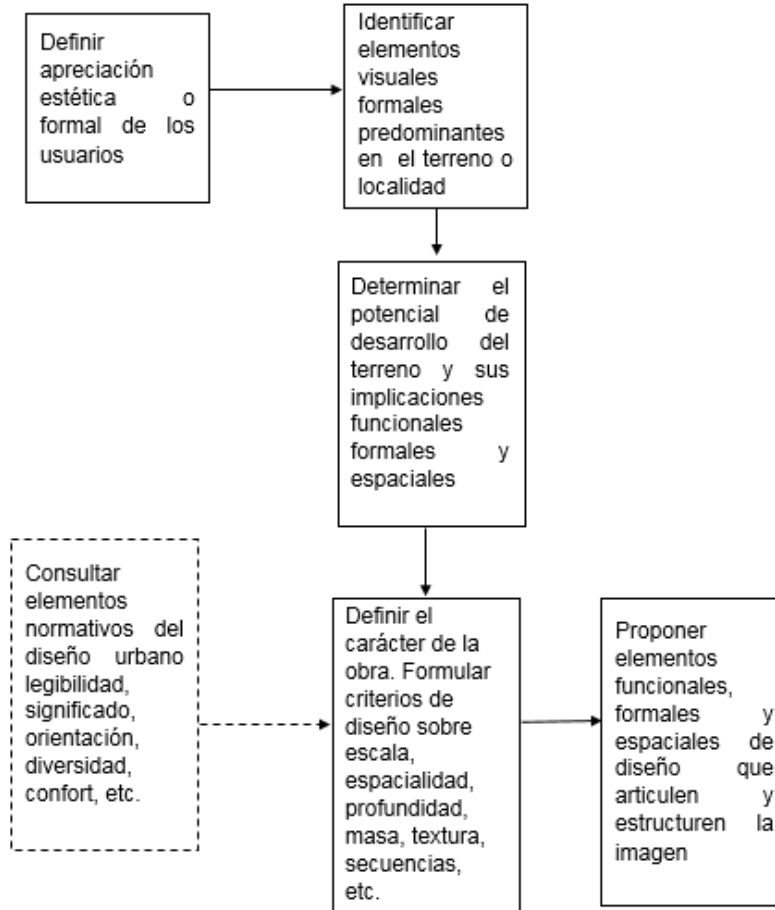 Definir
apreciación
estética o
formal de los
usuarios
Identificar
elementos
visuales
formales
predominantes
en el terreno o
localidad
Determinar el
potencial de
desarrollo del
terreno y sus
implicaciones
funcionales
formales y
espaciales
Consultar
elementos
normativos del
diseño urbano
legibilidad,
significado,
orientación,
diversidad,
confort, etc.
Definir el
carácter de la
obra. Formular
criterios de
diseño sobre
escala,
espacialidad,
profundidad,
masa, textura,
secuencias,
etc.
Proponer
elementos
funcionales,
formales y
espaciales de
diseño que
articulen y
estructuren la
imagen